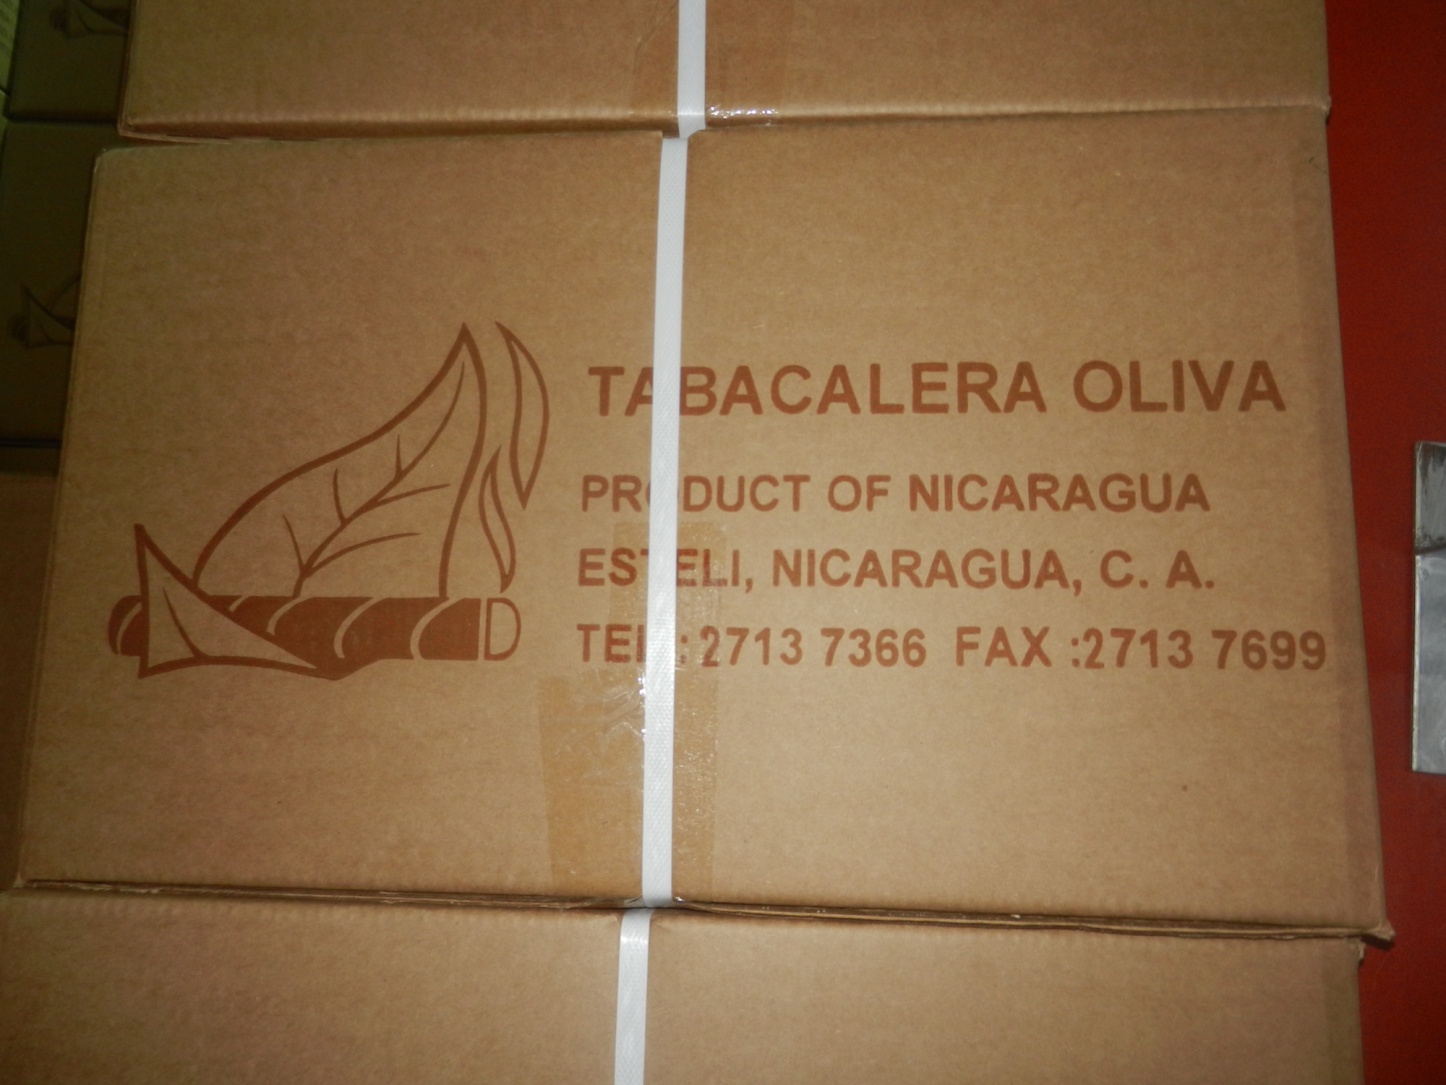 TABACALERA OLIVA
PRODUCT OF NICARAGUA
ESTELI, NICARAGUA, C. A.
TEL : 2713 7366 FAX :2713 7699